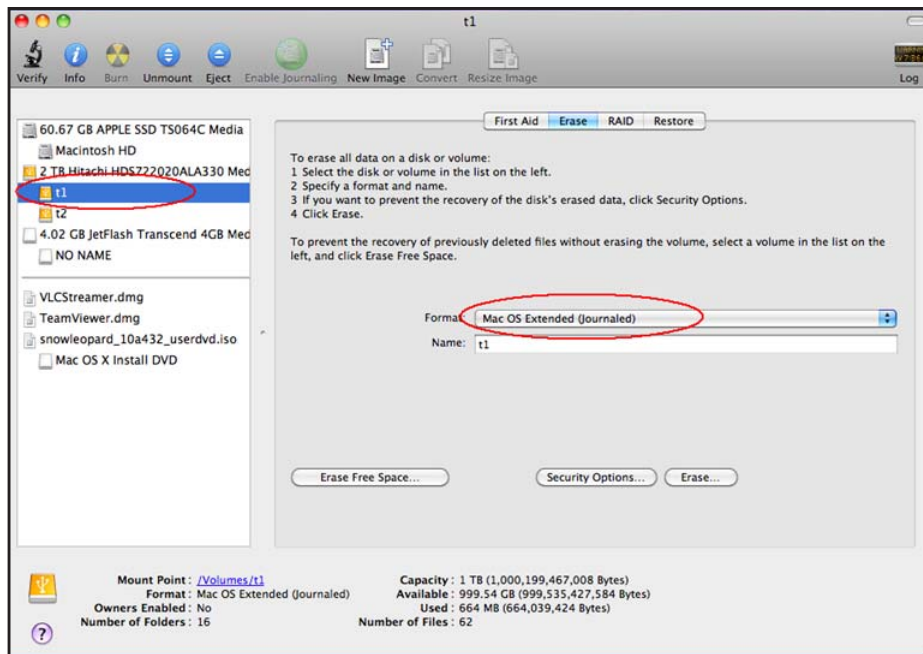 t1
Verify Info Burn Unmount Eject Enable Journaling New Image Convert Resize Image Log
60.67 GB APPLE SSD TS064C Media
Macintosh HD
2 TB Hitachi HDS722020ALA330 Med
t1
t2
4.02 GB JetFlash Transcend 4GB Med
NO NAME
VLCStreamer.dmg
TeamViewer.dmg
snowleopard_10a432_userdvd.iso
Mac OS X Install DVD
First Aid Erase RAID Restore
To erase all data on a disk or volume:
1 Select the disk or volume in the list on the left.
2 Specify a format and name.
3 If you want to prevent the recovery of the disk's erased data, click Security Options.
4 Click Erase.
To prevent the recovery of previously deleted files without erasing the volume, select a volume in the list on the
left, and click Erase Free Space.
Format: Mac OS Extended (Journaled)
Name: t1
Erase Free Space... Security Options... Erase...
Mount Point : /Volumes/t1 Capacity : 1 TB (1,000,199,467,008 Bytes)
Format : Mac OS Extended (Journaled) Available : 999.54 GB (999,535,427,584 Bytes)
Owners Enabled : No Used : 664 MB (664,039,424 Bytes)
Number of Folders : 16 Number of Files : 62
?